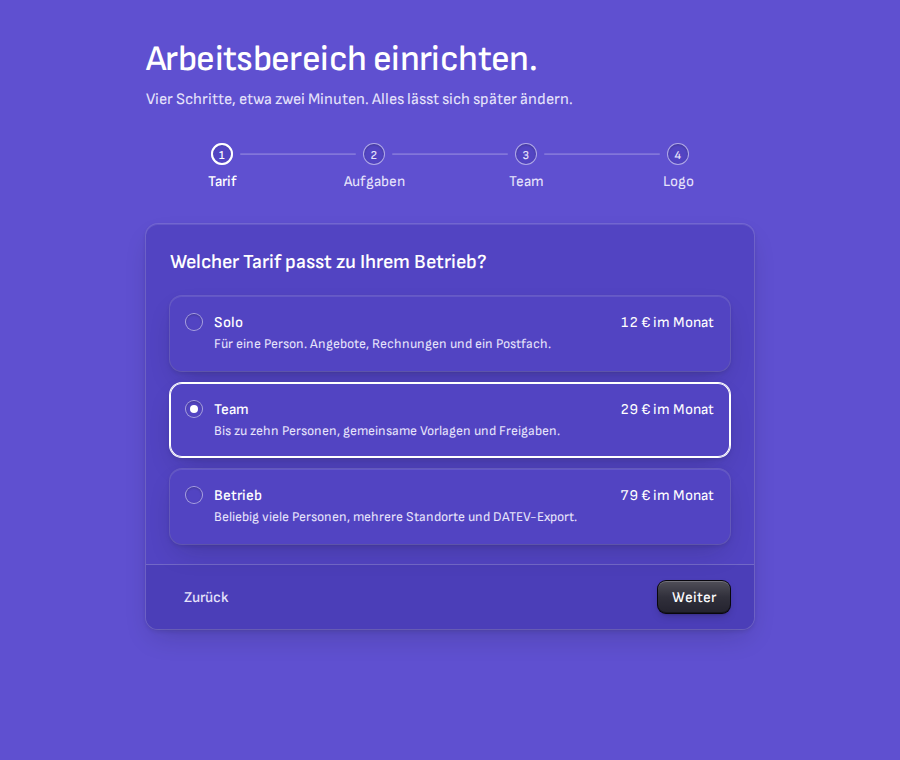 Arbeitsbereich einrichten.
Vier Schritte, etwa zwei Minuten. Alles lässt sich später ändern.
1 2 3 4
Tarif Aufgaben Team Logo
Welcher Tarif passt zu Ihrem Betrieb?
Solo 12 € im Monat
Für eine Person. Angebote, Rechnungen und ein Postfach.
Team 29 € im Monat
Bis zu zehn Personen, gemeinsame Vorlagen und Freigaben.
Betrieb 79 € im Monat
Beliebig viele Personen, mehrere Standorte und DATEV-Export.
Zurück Weiter